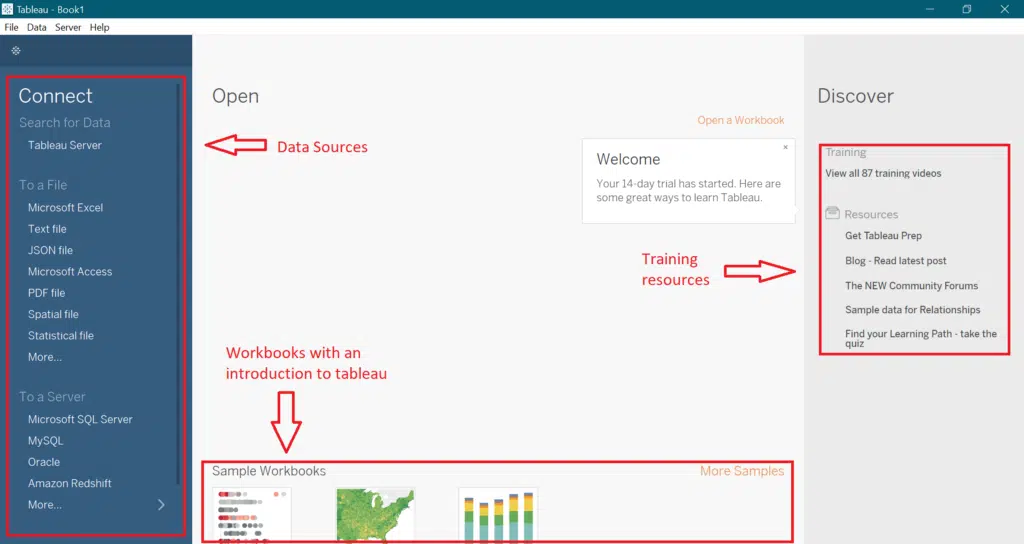 Tableau - Book1
File Data Server Help
Connect
Search for Data
Tableau Server
To a File
Microsoft Excel
Text file
JSON file
Microsoft Access
PDF file
Spatial file
Statistical file
More...
To a Server
Microsoft SQL Server
MySQL
Oracle
Amazon Redshift
More...
Open
Open a Workbook
Data Sources
Welcome
Your 14-day trial has started. Here are
some great ways to learn Tableau.
Training
resources
Workbooks with an
introduction to tableau
Sample Workbooks
More Samples
Discover
Training
View all 87 training videos
Resources
Get Tableau Prep
Blog - Read latest post
The NEW Community Forums
Sample data for Relationships
Find your Learning Path - take the
quiz